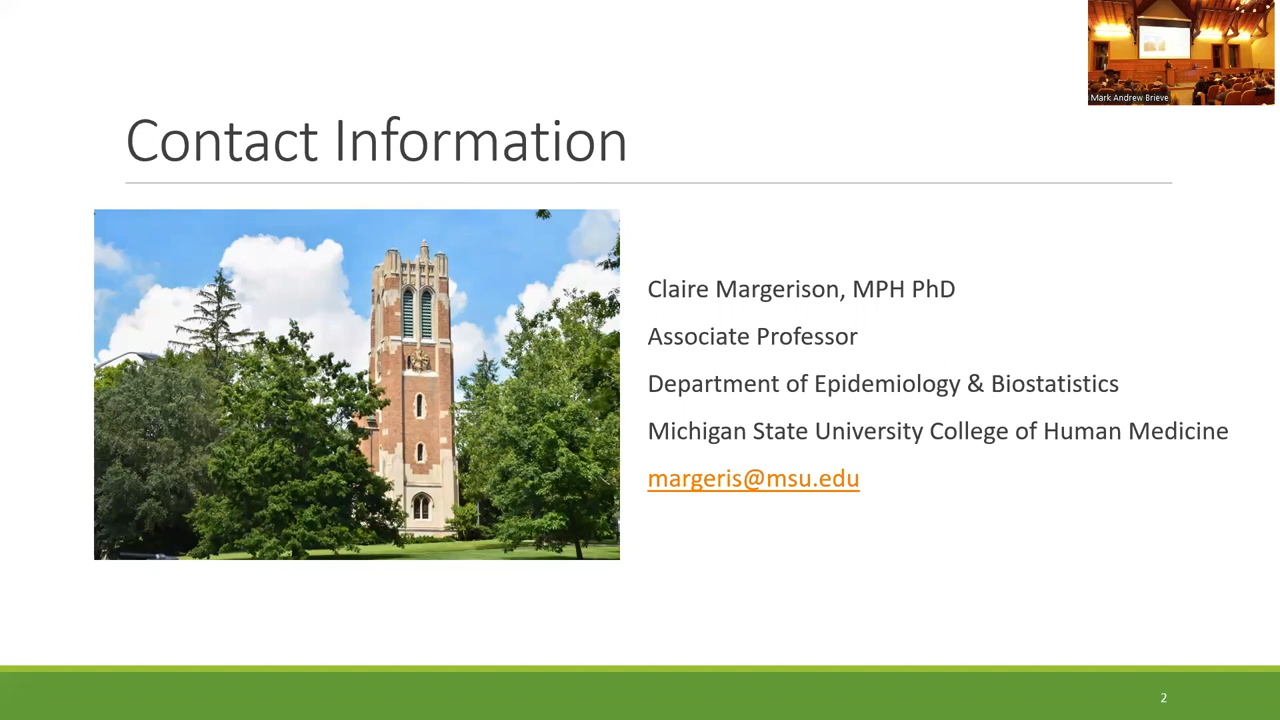 Mark Andrew Brieve
Contact Information
Claire Margerison, MPH PhD
Associate Professor
Department of Epidemiology & Biostatistics
Michigan State University College of Human Medicine
margeris@msu.edu
2